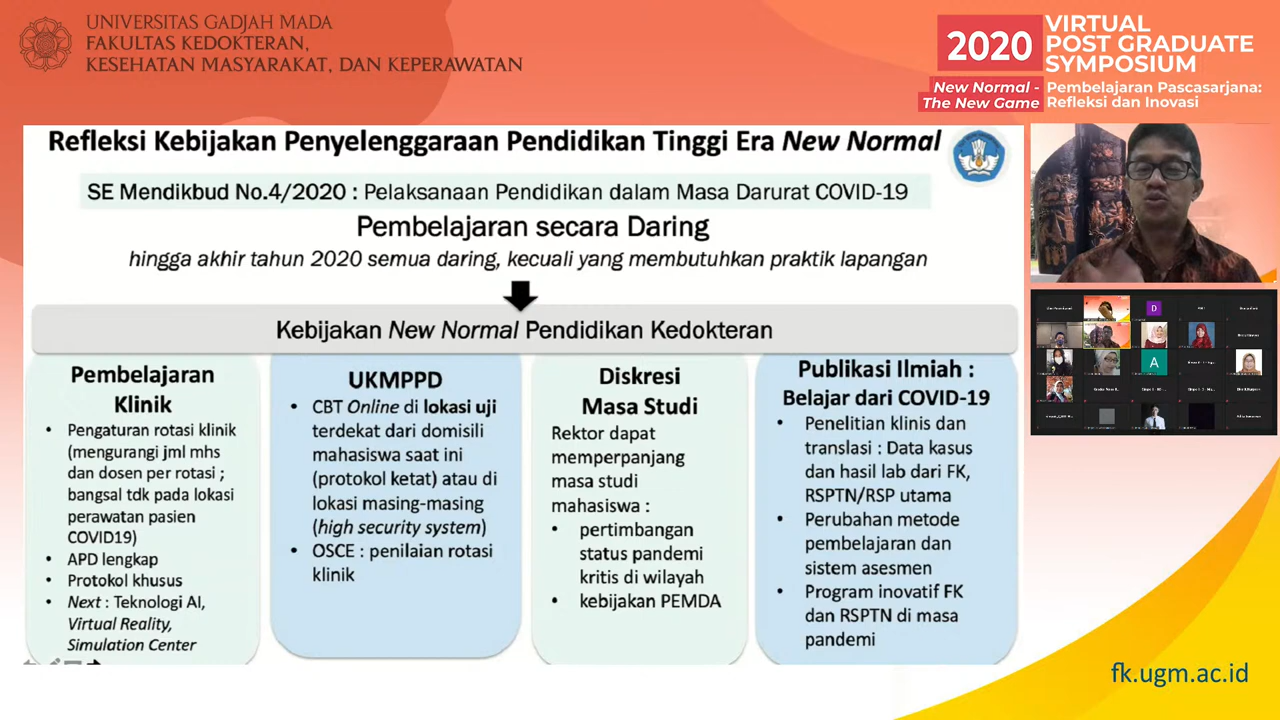 UNIVERSITAS GADJAH MADA
FAKULTAS KEDOKTERAN,
KESEHATAN MASYARAKAT, DAN KEPERAWATAN
2020
VIRTUAL
POST GRADUATE
SYMPOSIUM
New Normal -
The New Game
Pembelajaran Pascasarjana:
Refleksi dan Inovasi
Refleksi Kebijakan Penyelenggaraan Pendidikan Tinggi Era New Normal
SE Mendikbud No.4/2020 : Pelaksanaan Pendidikan dalam Masa Darurat COVID-19
Pembelajaran secara Daring
hingga akhir tahun 2020 semua daring, kecuali yang membutuhkan praktik lapangan
Kebijakan New Normal Pendidikan Kedokteran
Pembelajaran
Klinik
• Pengaturan rotasi klinik
(mengurangi jml mhs
dan dosen per rotasi ;
bangsal tdk pada lokasi
perawatan pasien
COVID19)
• APD lengkap
• Protokol khusus
• Next : Teknologi AI,
Virtual Reality,
Simulation Center
UKMPPD
• CBT Online di lokasi uji
terdekat dari domisili
mahasiswa saat ini
(protokol ketat) atau di
lokasi masing-masing
(high security system)
• OSCE : penilaian rotasi
klinik
Diskresi
Masa Studi
Rektor dapat
memperpanjang
masa studi
mahasiswa :
• pertimbangan
status pandemi
kritis di wilayah
• kebijakan PEMDA
Publikasi Ilmiah :
Belajar dari COVID-19
• Penelitian klinis dan
translasi : Data kasus
dan hasil lab dari FK,
RSPTN/RSP utama
• Perubahan metode
pembelajaran dan
sistem asesmen
• Program inovatif FK
dan RSPTN di masa
pandemi
D
A
fk.ugm.ac.id